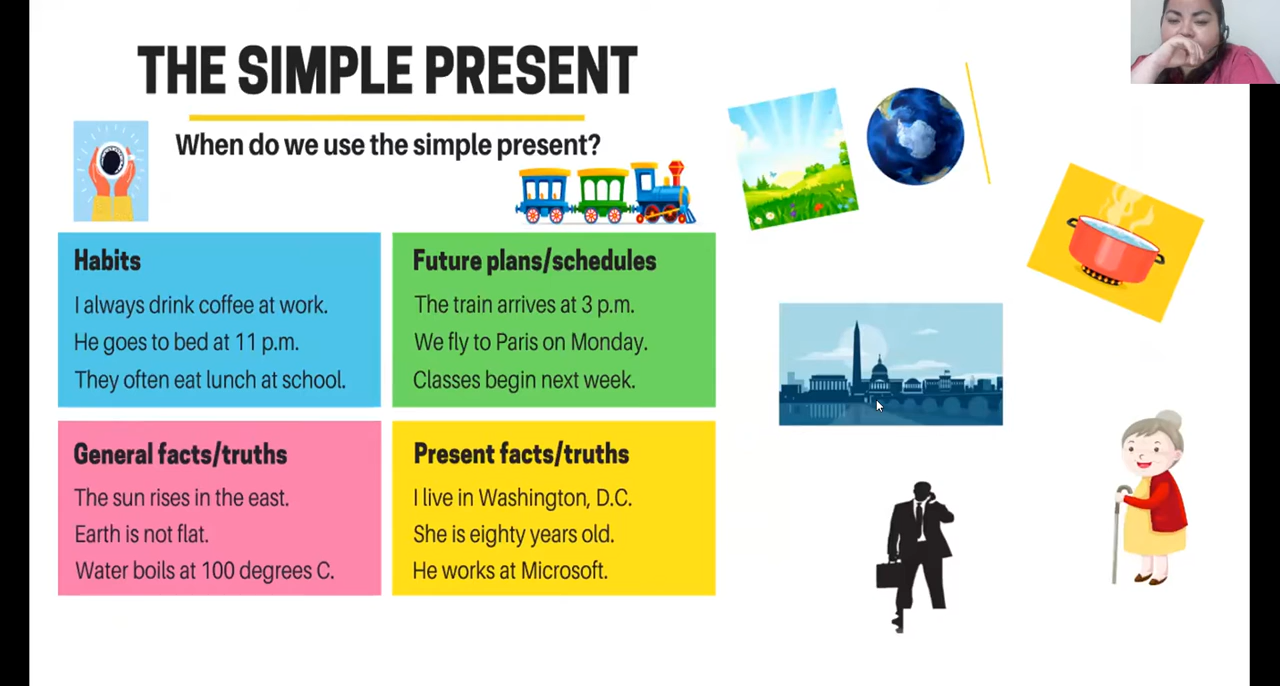 THE SIMPLE PRESENT
When do we use the simple present?
Habits
I always drink coffee at work.
He goes to bed at 11 p.m.
They often eat lunch at school.
Future plans/schedules
The train arrives at 3 p.m.
We fly to Paris on Monday.
Classes begin next week.
General facts/truths
The sun rises in the east.
Earth is not flat.
Water boils at 100 degrees C.
Present facts/truths
I live in Washington, D.C.
She is eighty years old.
He works at Microsoft.